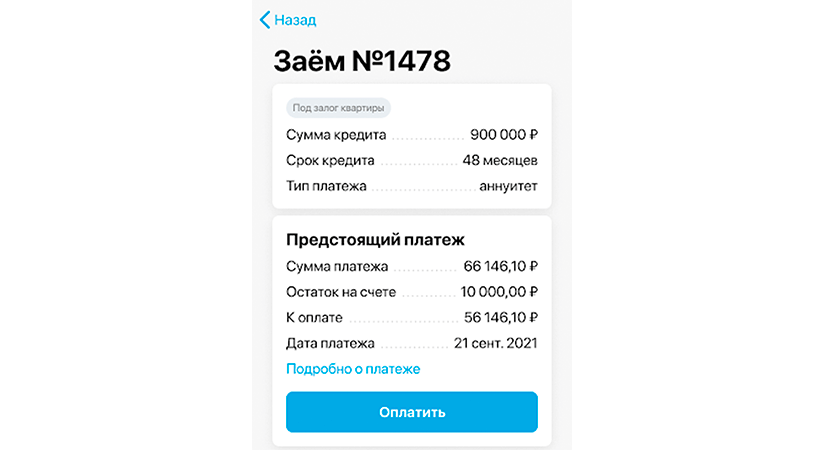 Назад
Заём №1478
Под залог квартиры
Сумма кредита 900 000 ₽
Срок кредита 48 месяцев
Тип платежа аннуитет
Предстоящий платеж
Сумма платежа 66 146,10 ₽
Остаток на счете 10 000,00 ₽
К оплате 56 146,10 ₽
Дата платежа 21 сент. 2021
Подробно о платеже
Оплатить